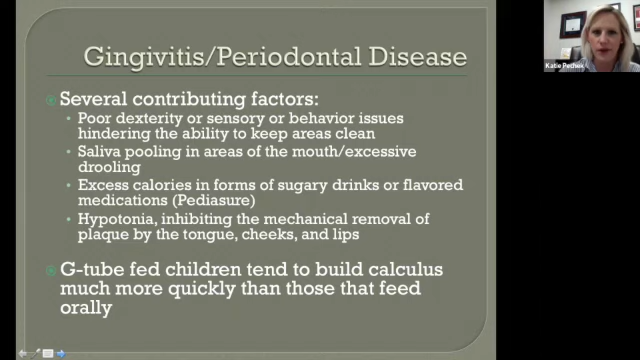 Gingivitis/Periodontal Disease
Several contributing factors:
Poor dexterity or sensory or behavior issues
hindering the ability to keep areas clean
Saliva pooling in areas of the mouth/excessive
drooling
Excess calories in forms of sugary drinks or flavored
medications (Pediasure)
Hypotonia, inhibiting the mechanical removal of
plaque by the tongue, cheeks, and lips
G-tube fed children tend to build calculus
much more quickly than those that feed
orally
Katie Pechek